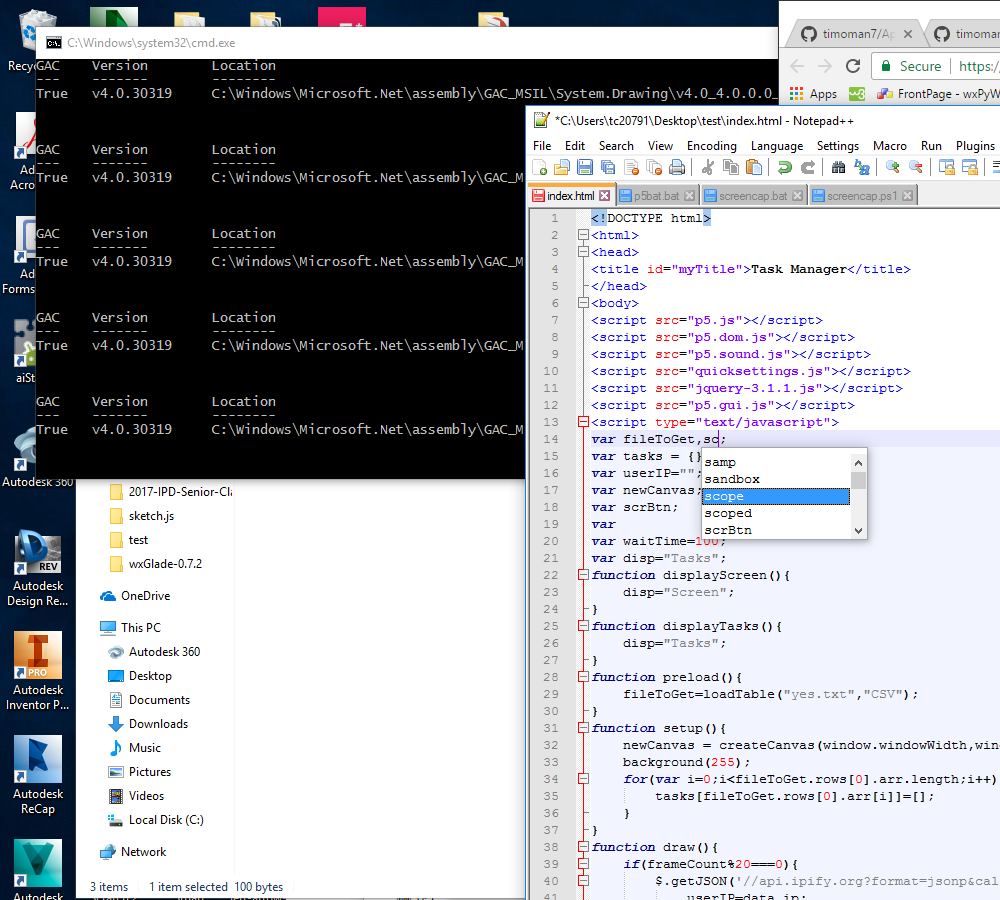 Recy
Ad
Acro
Ad
Forms
aiSt
Autodesk 360
REV
Autodesk
Design Re...
PRO
Autodesk
Inventor P...
Autodesk
ReCap
Autodesk
C:\Windows\system32\cmd.exe
GAC Version Location
--- ------- --------
True v4.0.30319 C:\Windows\Microsoft.Net\assembly\GAC_MSIL\System.Drawing\v4.0_4.0.0.0_
GAC Version Location
--- ------- --------
True v4.0.30319 C:\Windows\Microsoft.Net\assembly\GAC_M
GAC Version Location
--- ------- --------
True v4.0.30319 C:\Windows\Microsoft.Net\assembly\GAC_M
GAC Version Location
--- ------- --------
True v4.0.30319 C:\Windows\Microsoft.Net\assembly\GAC_M
GAC Version Location
--- ------- --------
True v4.0.30319 C:\Windows\Microsoft.Net\assembly\GAC_M
2017-IPD-Senior-Cl
sketch.js
test
wxGlade-0.7.2
OneDrive
This PC
Autodesk 360
Desktop
Documents
Downloads
Music
Pictures
Videos
Local Disk (C:)
Network
3 items 1 item selected 100 bytes
timoman7/Ap
timoman
Secure https:/
Apps FrontPage - wxPyW
*C:\Users\tc20791\Desktop\test\index.html - Notepad++
File Edit Search View Encoding Language Settings Macro Run Plugins
index.html p5bat.bat screencap.bat screencap.ps1
1 <!DOCTYPE html>
2 <html>
3 <head>
4 <title id="myTitle">Task Manager</title>
5 </head>
6 <body>
7 <script src="p5.js"></script>
8 <script src="p5.dom.js"></script>
9 <script src="p5.sound.js"></script>
10 <script src="quicksettings.js"></script>
11 <script src="jquery-3.1.1.js"></script>
12 <script src="p5.gui.js"></script>
13 <script type="text/javascript">
14 var fileToGet,sc;
15 var tasks = {}
16 var userIP="";
17 var newCanvas;
18 var scrBtn;
19 var
20 var waitTime=100;
21 var disp="Tasks";
22 function displayScreen(){
23 disp="Screen";
24 }
25 function displayTasks(){
26 disp="Tasks";
27 }
28 function preload(){
29 fileToGet=loadTable("yes.txt","CSV");
30 }
31 function setup(){
32 newCanvas = createCanvas(window.windowWidth,win
33 background(255);
34 for(var i=0;i<fileToGet.rows[0].arr.length;i++)
35 tasks[fileToGet.rows[0].arr[i]]=[];
36 }
37 }
38 function draw(){
39 if(frameCount%20===0){
40 $.getJSON('//api.ipify.org?format=jsonp&cal
41 userIP=data.ip;
samp
sandbox
scope
scoped
scrBtn